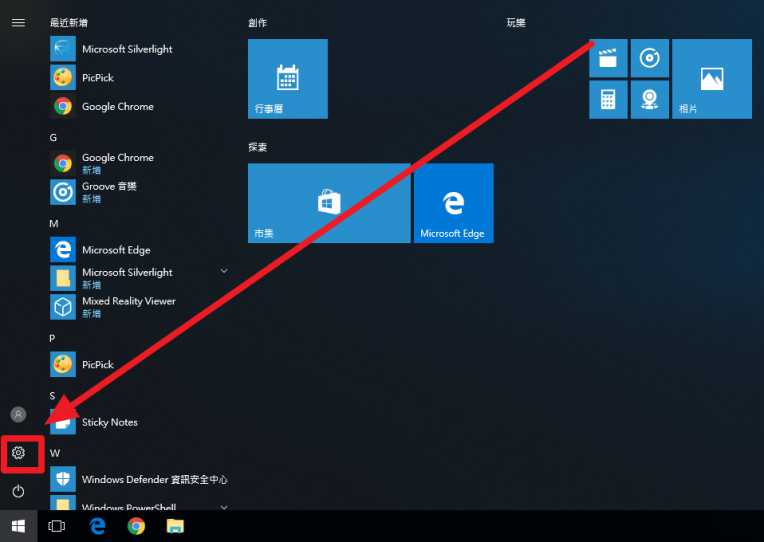 最近新增
Microsoft Silverlight
PicPick
Google Chrome
G
Google Chrome
新增
Groove 音樂
新增
M
Microsoft Edge
Microsoft Silverlight
新增
Mixed Reality Viewer
新增
P
PicPick
S
Sticky Notes
W
Windows Defender 資訊安全中心
Windows PowerShell
創作
行事曆
探索
市集
Microsoft Edge
玩樂
相片